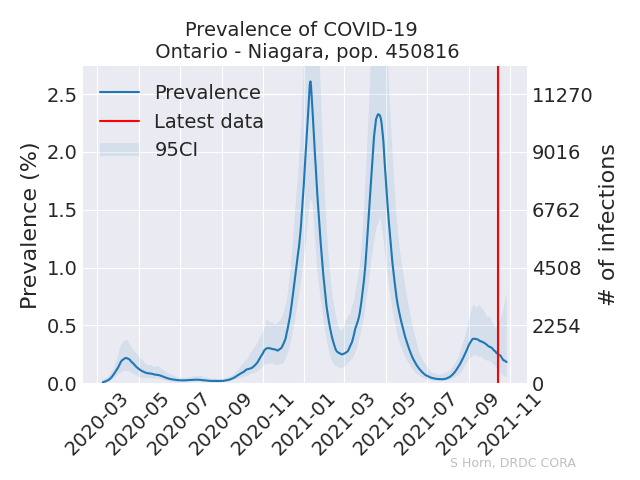 Prevalence of COVID-19
Ontario - Niagara, pop. 450816
Prevalence
Latest data
95CI
Prevalence (%)
2.5
2.0
1.5
1.0
0.5
0.0
11270
9016
6762
4508
2254
0
# of infections
2020-03
2020-05
2020-07
2020-09
2020-11
2021-01
2021-03
2021-05
2021-07
2021-09
2021-11
S Horn, DRDC CORA